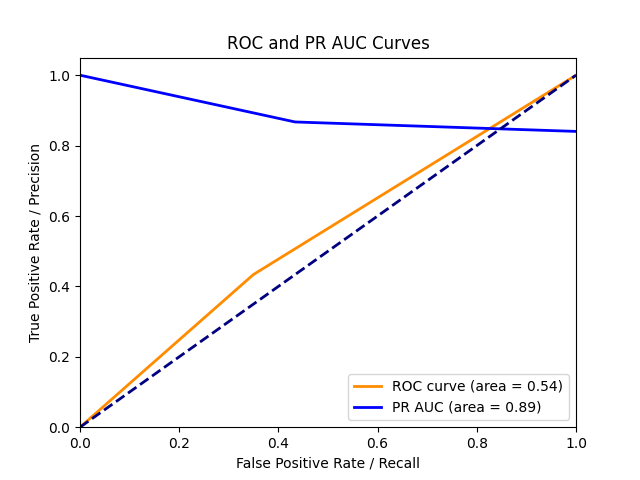 ROC and PR AUC Curves
1.0
0.8
0.6
0.4
0.2
0.0
True Positive Rate / Precision
0.0 0.2 0.4 0.6 0.8 1.0
False Positive Rate / Recall
ROC curve (area = 0.54)
PR AUC (area = 0.89)